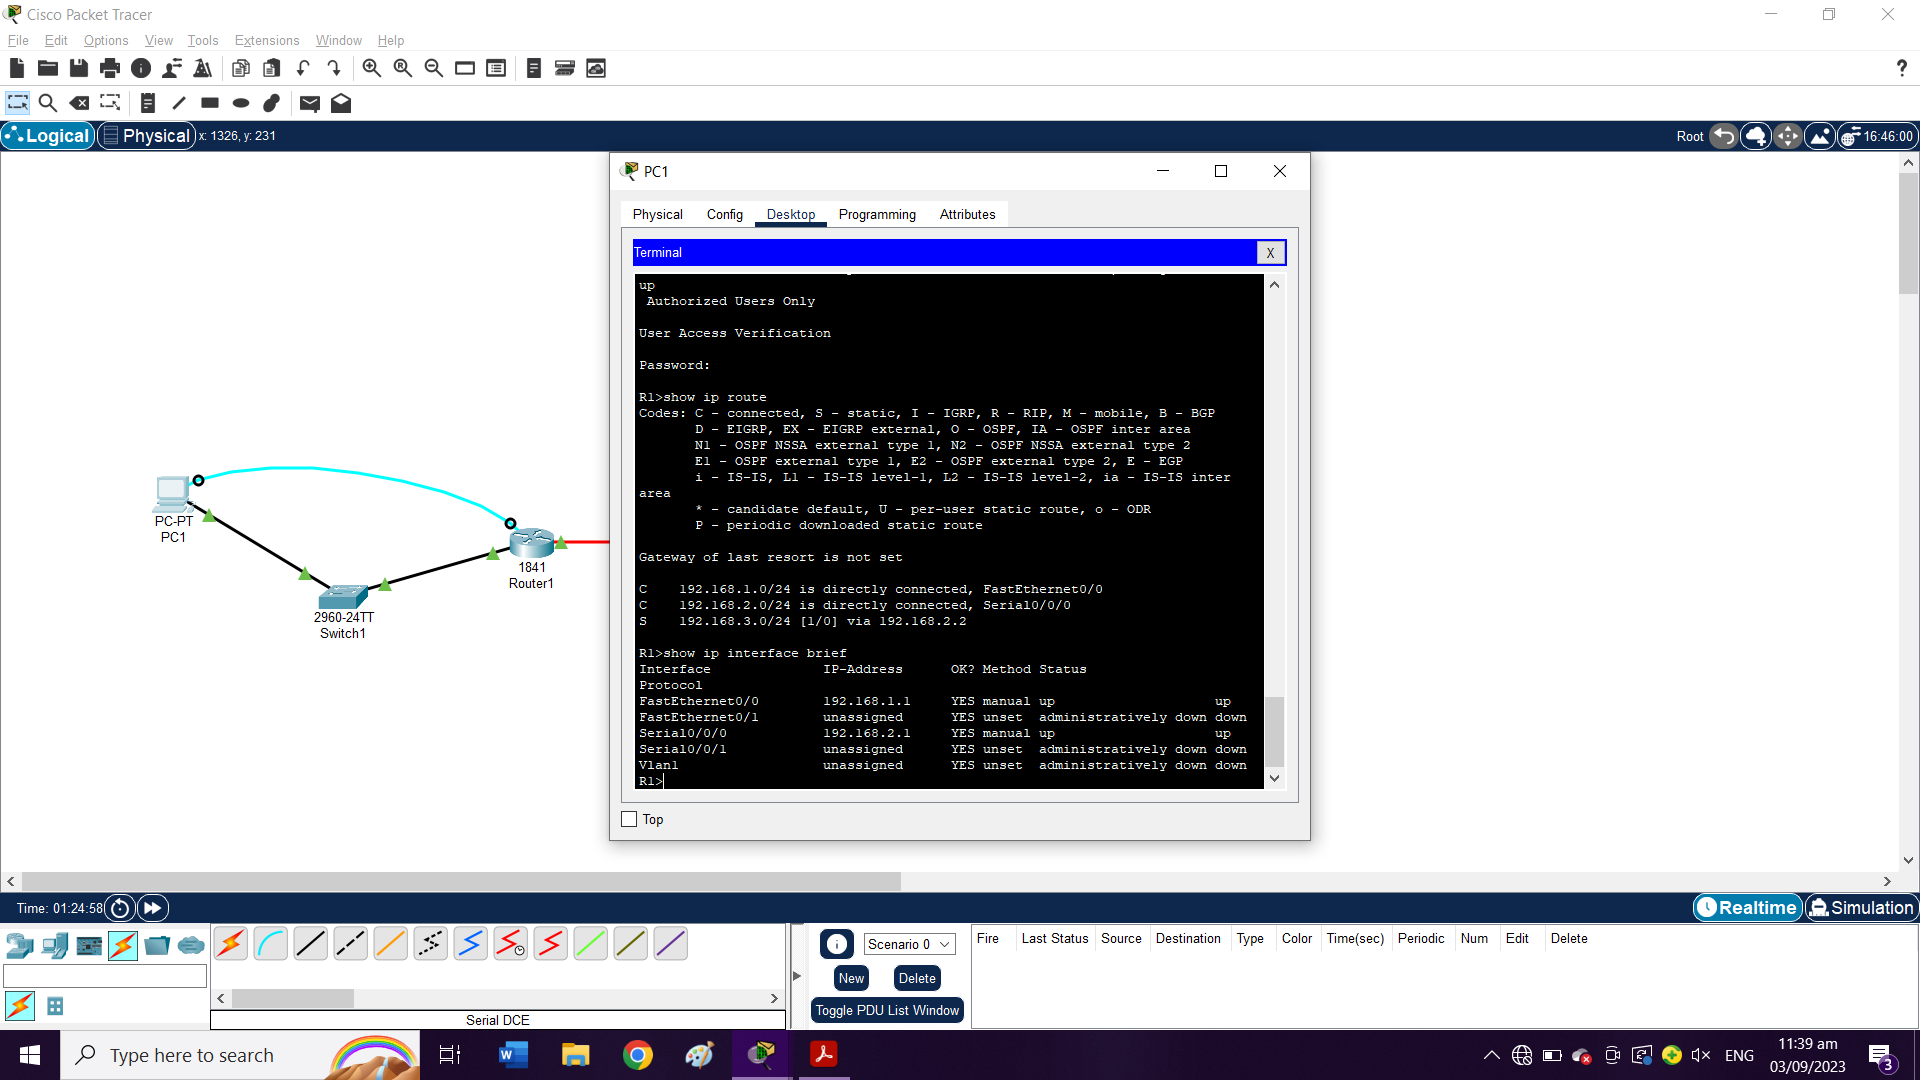 Cisco Packet Tracer
File Edit Options View Tools Extensions Window Help
?
Logical Physical x: 1326, y: 231 Root 16:46:00
PC1
Physical Config Desktop Programming Attributes
Terminal X
up
Authorized Users Only
User Access Verification
Password:
R1>show ip route
Codes: C - connected, S - static, I - IGRP, R - RIP, M - mobile, B - BGP
D - EIGRP, EX - EIGRP external, O - OSPF, IA - OSPF inter area
N1 - OSPF NSSA external type 1, N2 - OSPF NSSA external type 2
E1 - OSPF external type 1, E2 - OSPF external type 2, E - EGP
i - IS-IS, L1 - IS-IS level-1, L2 - IS-IS level-2, ia - IS-IS inter
area
* - candidate default, U - per-user static route, o - ODR
P - periodic downloaded static route
Gateway of last resort is not set
C 192.168.1.0/24 is directly connected, FastEthernet0/0
C 192.168.2.0/24 is directly connected, Serial0/0/0
S 192.168.3.0/24 [1/0] via 192.168.2.2
R1>show ip interface brief
Interface IP-Address OK? Method Status
Protocol
FastEthernet0/0 192.168.1.1 YES manual up up
FastEthernet0/1 unassigned YES unset administratively down down
Serial0/0/0 192.168.2.1 YES manual up up
Serial0/0/1 unassigned YES unset administratively down down
Vlan1 unassigned YES unset administratively down down
R1>
Top
PC-PT
PC1
1841
Router1
2960-24TT
Switch1
Time: 01:24:58 Realtime Simulation
Scenario 0
New Delete
Toggle PDU List Window
Fire Last Status Source Destination Type Color Time(sec) Periodic Num Edit Delete
Serial DCE
Type here to search
ENG
11:39 am
03/09/2023
3